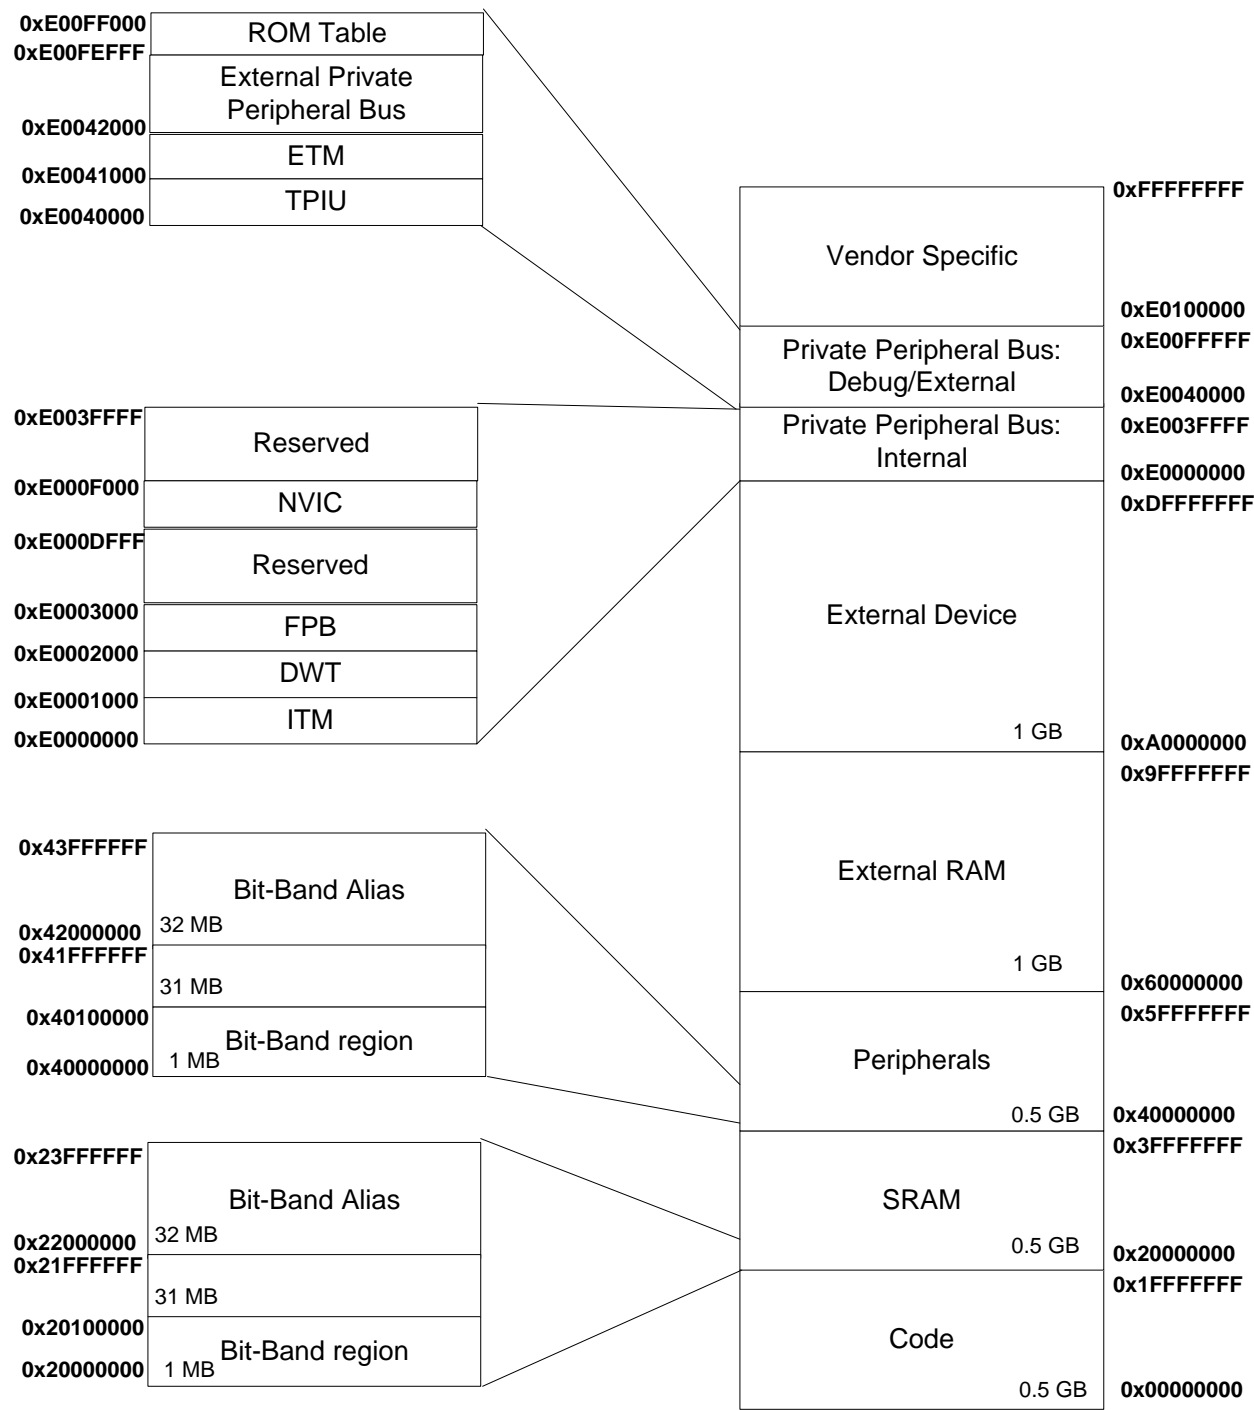 0xE00FF000
ROM Table
0xE00FEFFF
External Private
Peripheral Bus
0xE0042000
ETM
0xE0041000
TPIU
0xE0040000
0xE003FFFF
Reserved
0xE000F000
NVIC
0xE000DFFF
Reserved
0xE0003000
FPB
0xE0002000
DWT
0xE0001000
ITM
0xE0000000
0x43FFFFFF
Bit-Band Alias
32 MB
0x42000000
0x41FFFFFF
31 MB
0x40100000
Bit-Band region
1 MB
0x40000000
0x23FFFFFF
Bit-Band Alias
32 MB
0x22000000
0x21FFFFFF
31 MB
0x20100000
Bit-Band region
1 MB
0x20000000
0xFFFFFFFF
Vendor Specific
0xE0100000
0xE00FFFFF
Private Peripheral Bus:
Debug/External
0xE0040000
0xE003FFFF
Private Peripheral Bus:
Internal
0xE0000000
0xDFFFFFFF
External Device
1 GB
0xA0000000
0x9FFFFFFF
External RAM
1 GB
0x60000000
0x5FFFFFFF
Peripherals
0.5 GB
0x40000000
0x3FFFFFFF
SRAM
0.5 GB
0x20000000
0x1FFFFFFF
Code
0.5 GB
0x00000000